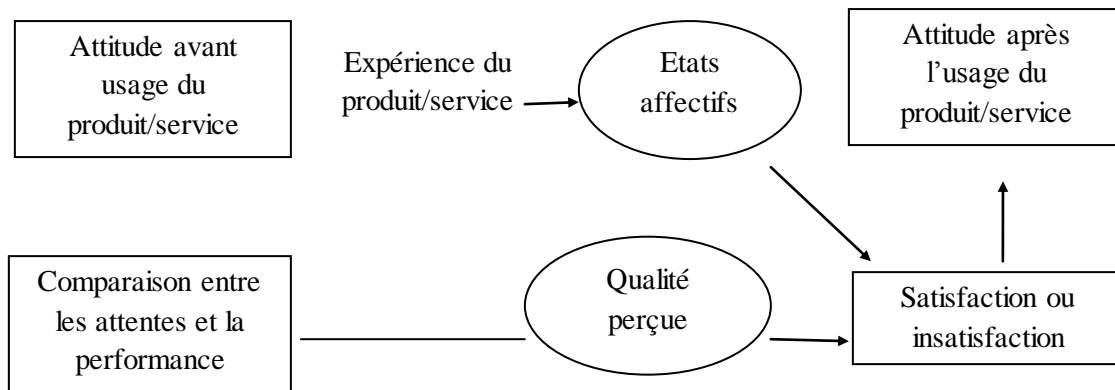 Attitude avant
usage du
produit/service
Expérience du
produit/service
Etats
affectifs
Attitude après
l’usage du
produit/service
Comparaison entre
les attentes et la
performance
Qualité
perçue
Satisfaction ou
insatisfaction